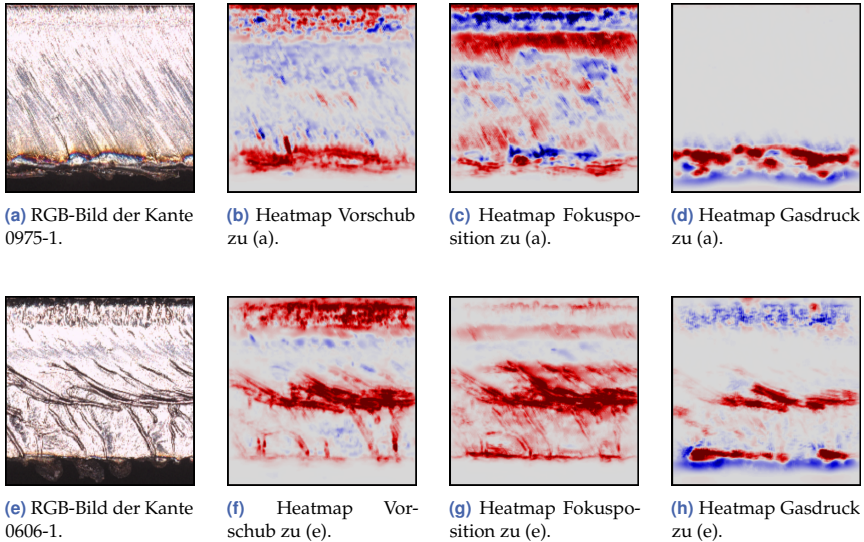 (a) RGB-Bild der Kante
0975-1.
(b) Heatmap Vorschub
zu (a).
(c) Heatmap Fokuspo-
sition zu (a).
(d) Heatmap Gasdruck
zu (a).
(e) RGB-Bild der Kante
0606-1.
(f) Heatmap Vor-
schub zu (e).
(g) Heatmap Fokuspo-
sition zu (e).
(h) Heatmap Gasdruck
zu (e).